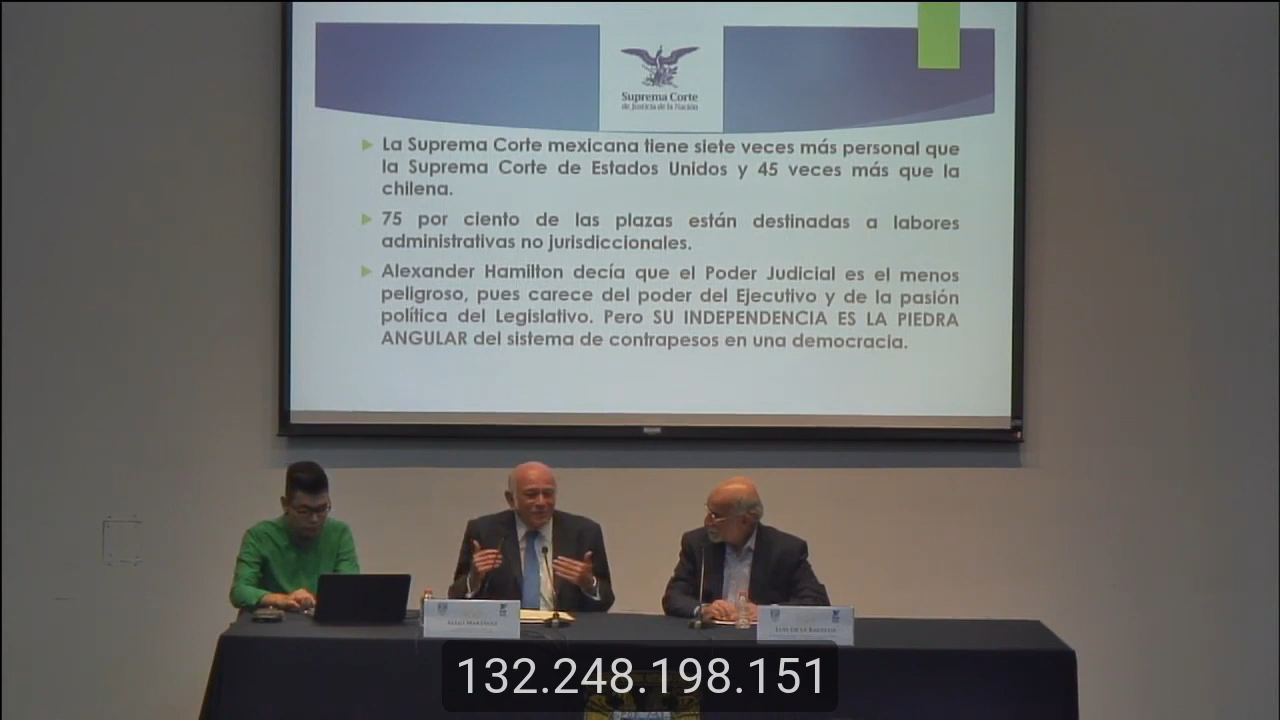 Suprema Corte
de Justicia de la Nación
La Suprema Corte mexicana tiene siete veces más personal que
la Suprema Corte de Estados Unidos y 45 veces más que la
chilena.
75 por ciento de las plazas están destinadas a labores
administrativas no jurisdiccionales.
Alexander Hamilton decía que el Poder Judicial es el menos
peligroso, pues carece del poder del Ejecutivo y de la pasión
política del Legislativo. Pero SU INDEPENDENCIA ES LA PIEDRA
ANGULAR del sistema de contrapesos en una democracia.
Luis de la Barreda
132.248.198.151